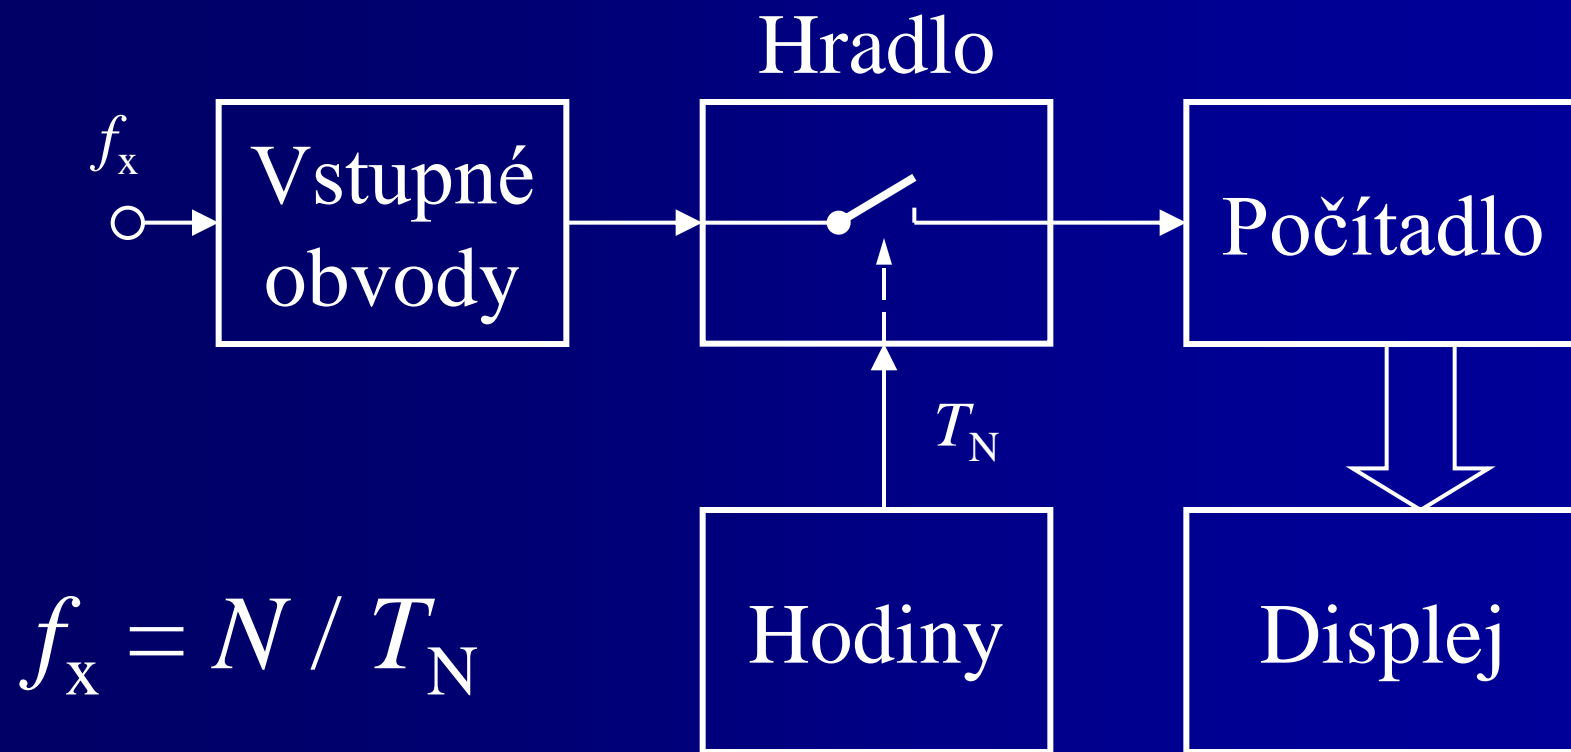 Hradlo
fx
Vstupné
obvody
Počítadlo
TN
fx = N / TN
Hodiny
Displej